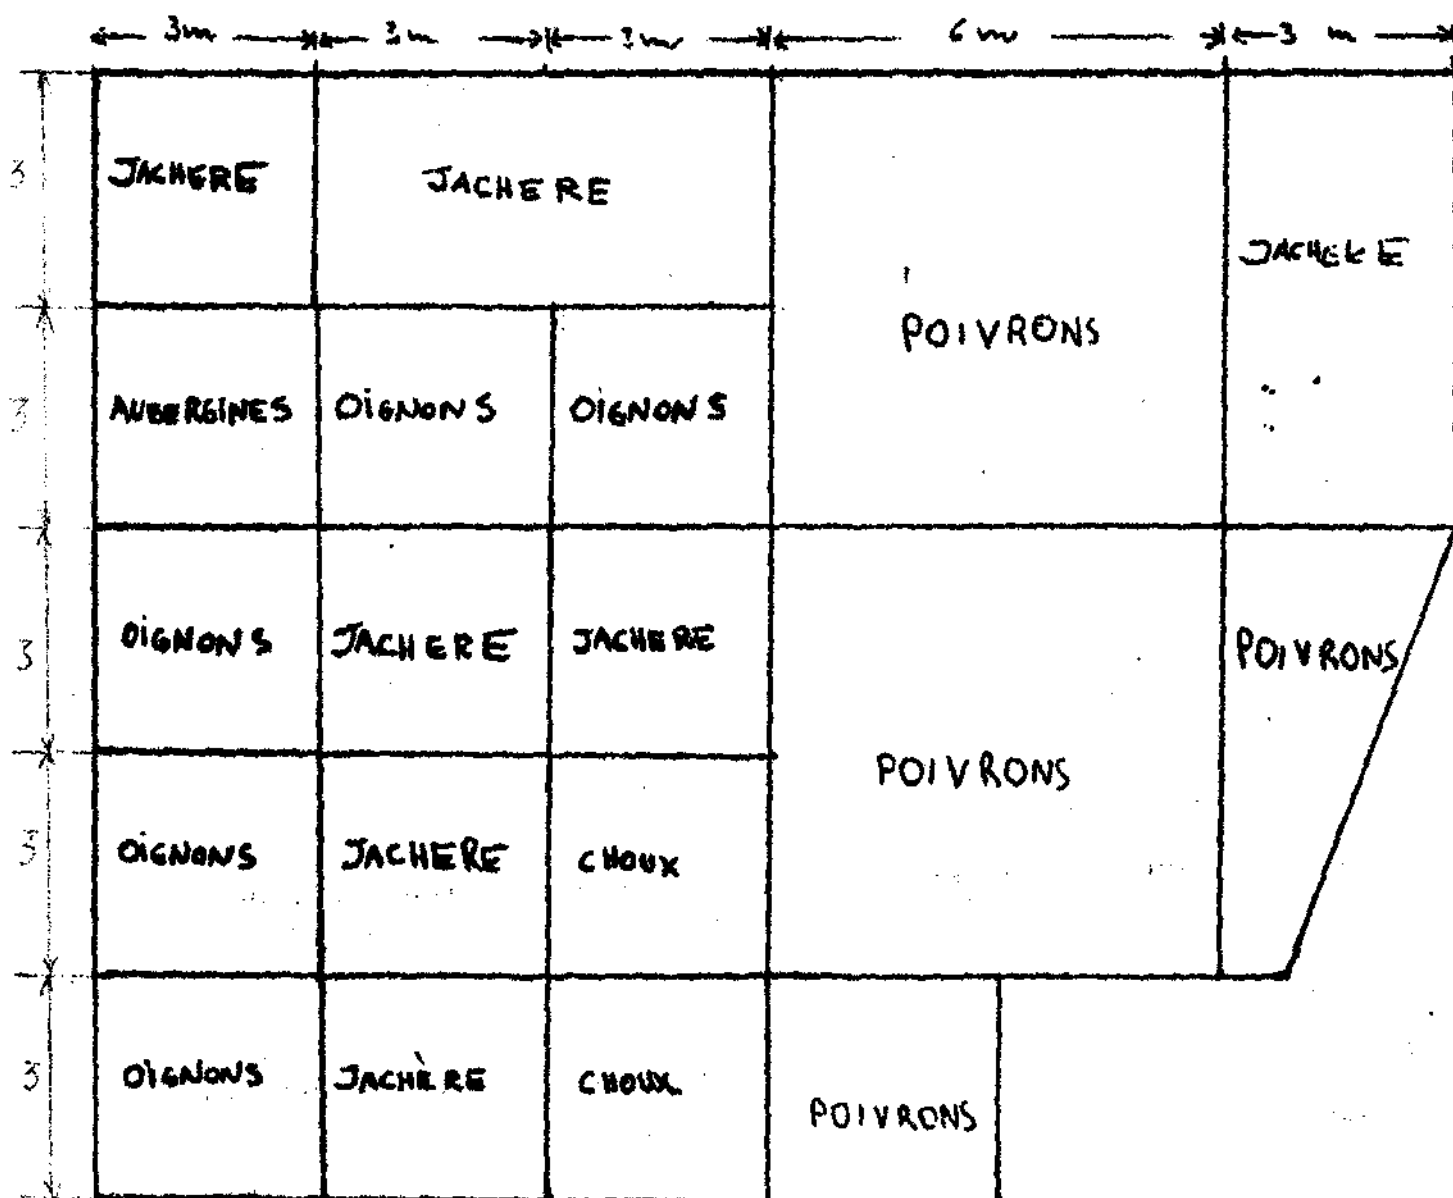 3m 3m 3m 6m 3 m
3
JACHERE JACHERE
JACHERE
POIVRONS
3
AUBERGINES OiGNONS OiGNONS
3
OiGNONS JACHERE JACHERE POIVRONS
POIVRONS
3
OiGNONS JACHERE CHOUX
3
OiGNONS JACHÈRE CHOUX
POIVRONS